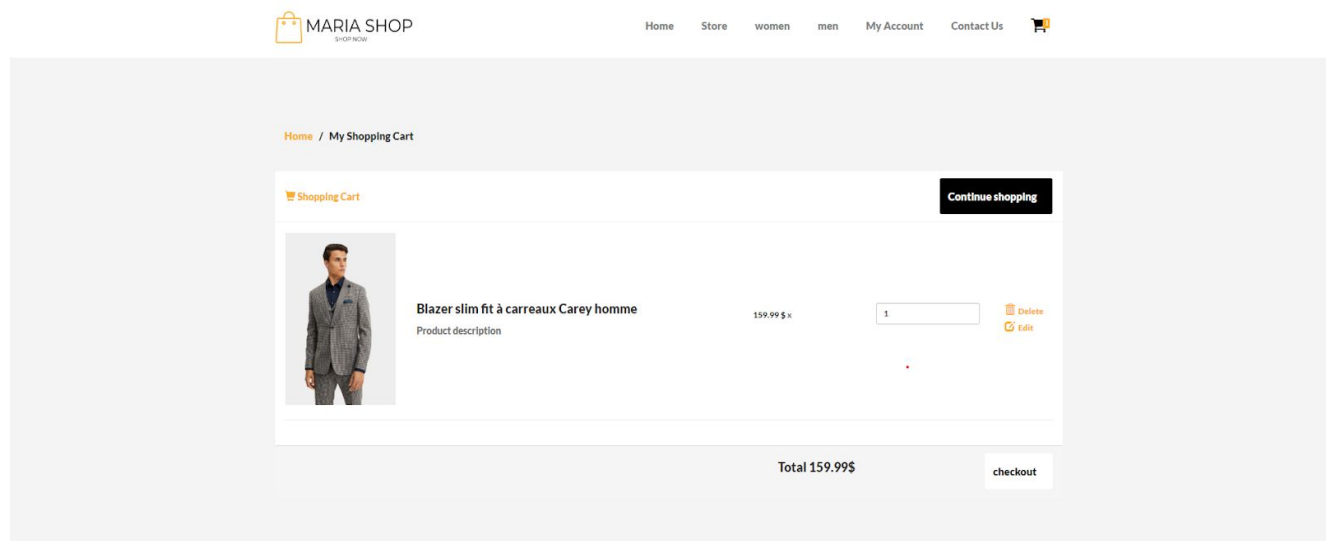 MARIA SHOP
SHOP NOW
Home Store women men My Account Contact Us
Home / My Shopping Cart
Shopping Cart
Continue shopping
Blazer slim fit à carreaux Carey homme
Product description
159.99 $ x
1
Delete
Edit
Total 159.99$
checkout